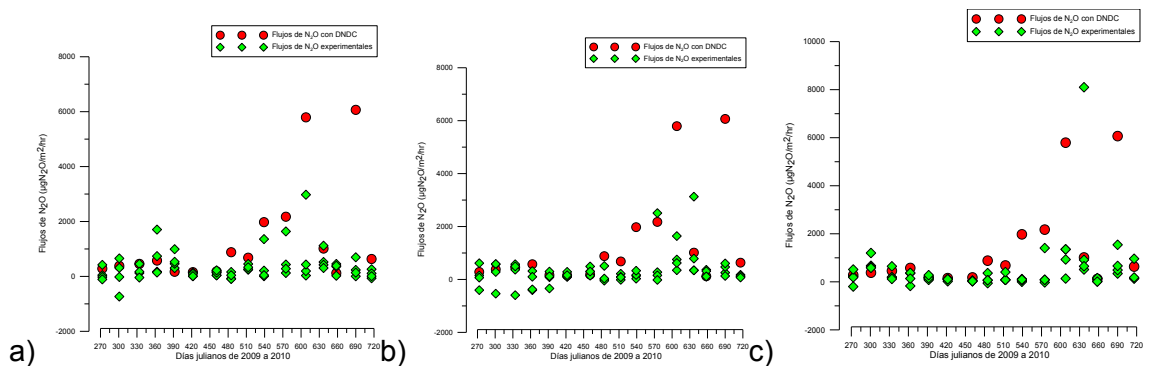 a)
Flujos de N₂O con DNDC
Flujos de N₂O experimentales
Flujos de N₂O (µgN₂O/m²/hr)
8000
6000
4000
2000
0
-2000
270 300 330 360 390 420 450 480 510 540 570 600 630 660 690 720
Días julianos de 2009 a 2010
b)
Flujos de N₂O con DNDC
Flujos de N₂O experimentales
Flujos de N₂O (µgN₂O/m²/hr)
8000
6000
4000
2000
0
-2000
270 300 330 360 390 420 450 480 510 540 570 600 630 660 690 720
Días julianos de 2009 a 2010
c)
Flujos de N₂O con DNDC
Flujos de N₂O experimentales
Flujos de N₂O (µgN₂O/m²/hr)
10000
8000
6000
4000
2000
0
-2000
270 300 330 360 390 420 450 480 510 540 570 600 630 660 690 720
Días julianos de 2009 a 2010